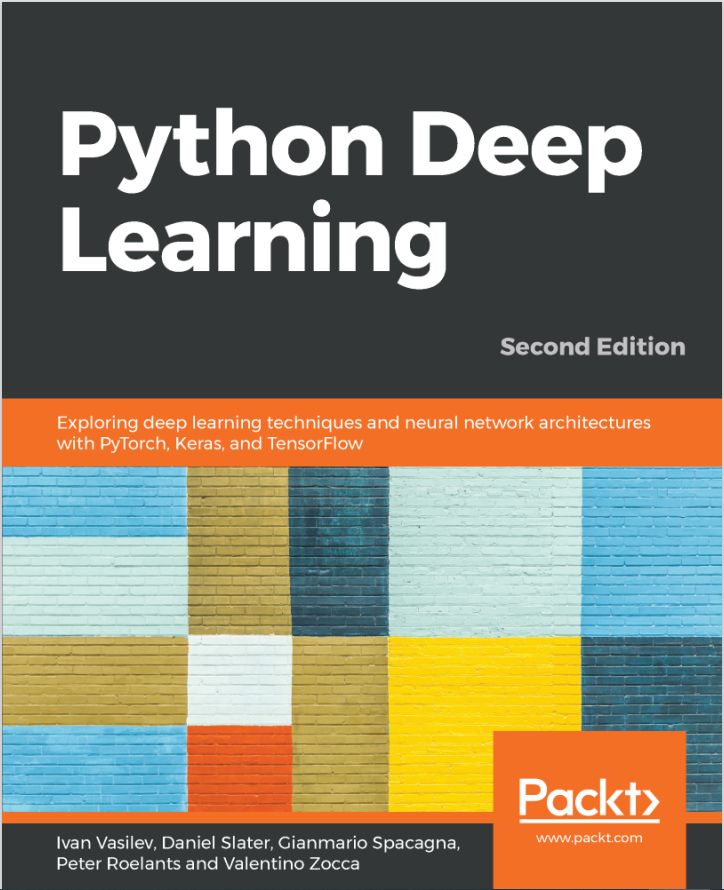 Python Deep
Learning
Second Edition
Exploring deep learning techniques and neural network architectures
with PyTorch, Keras, and TensorFlow
Packt>
www.packt.com
Ivan Vasilev, Daniel Slater, Gianmario Spacagna,
Peter Roelants and Valentino Zocca